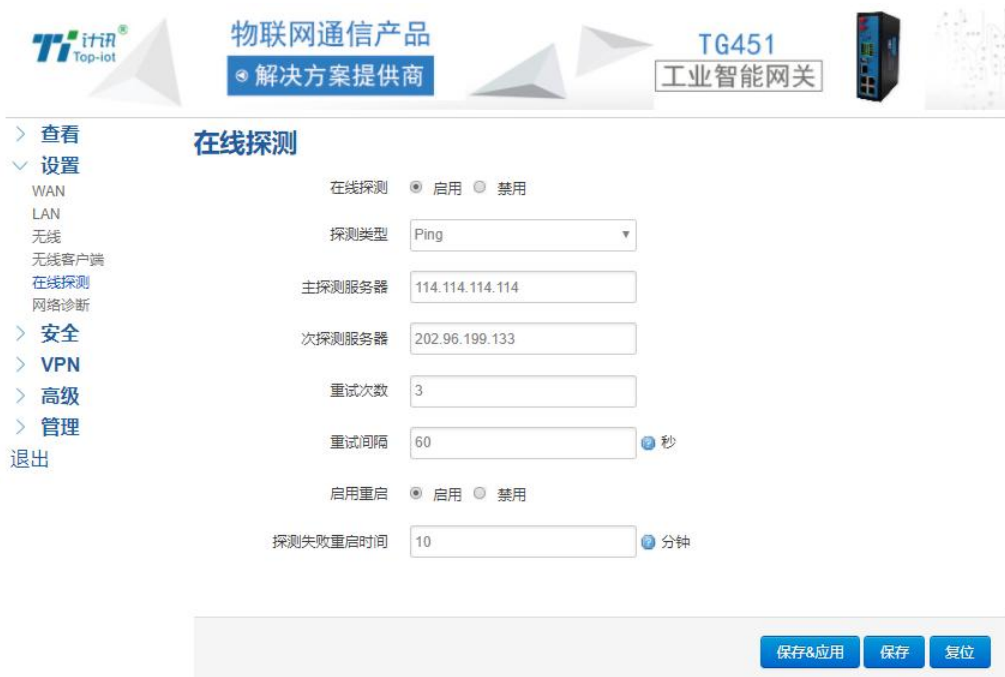 计讯®
Top-iot
物联网通信产品
解决方案提供商
TG451
工业智能网关
查看
设置
WAN
LAN
无线
无线客户端
在线探测
网络诊断
安全
VPN
高级
管理
退出
在线探测
在线探测 启用 禁用
探测类型 Ping
主探测服务器 114.114.114.114
次探测服务器 202.96.199.133
重试次数 3
重试间隔 60 秒
启用重启 启用 禁用
探测失败重启时间 10 分钟
保存&应用 保存 复位